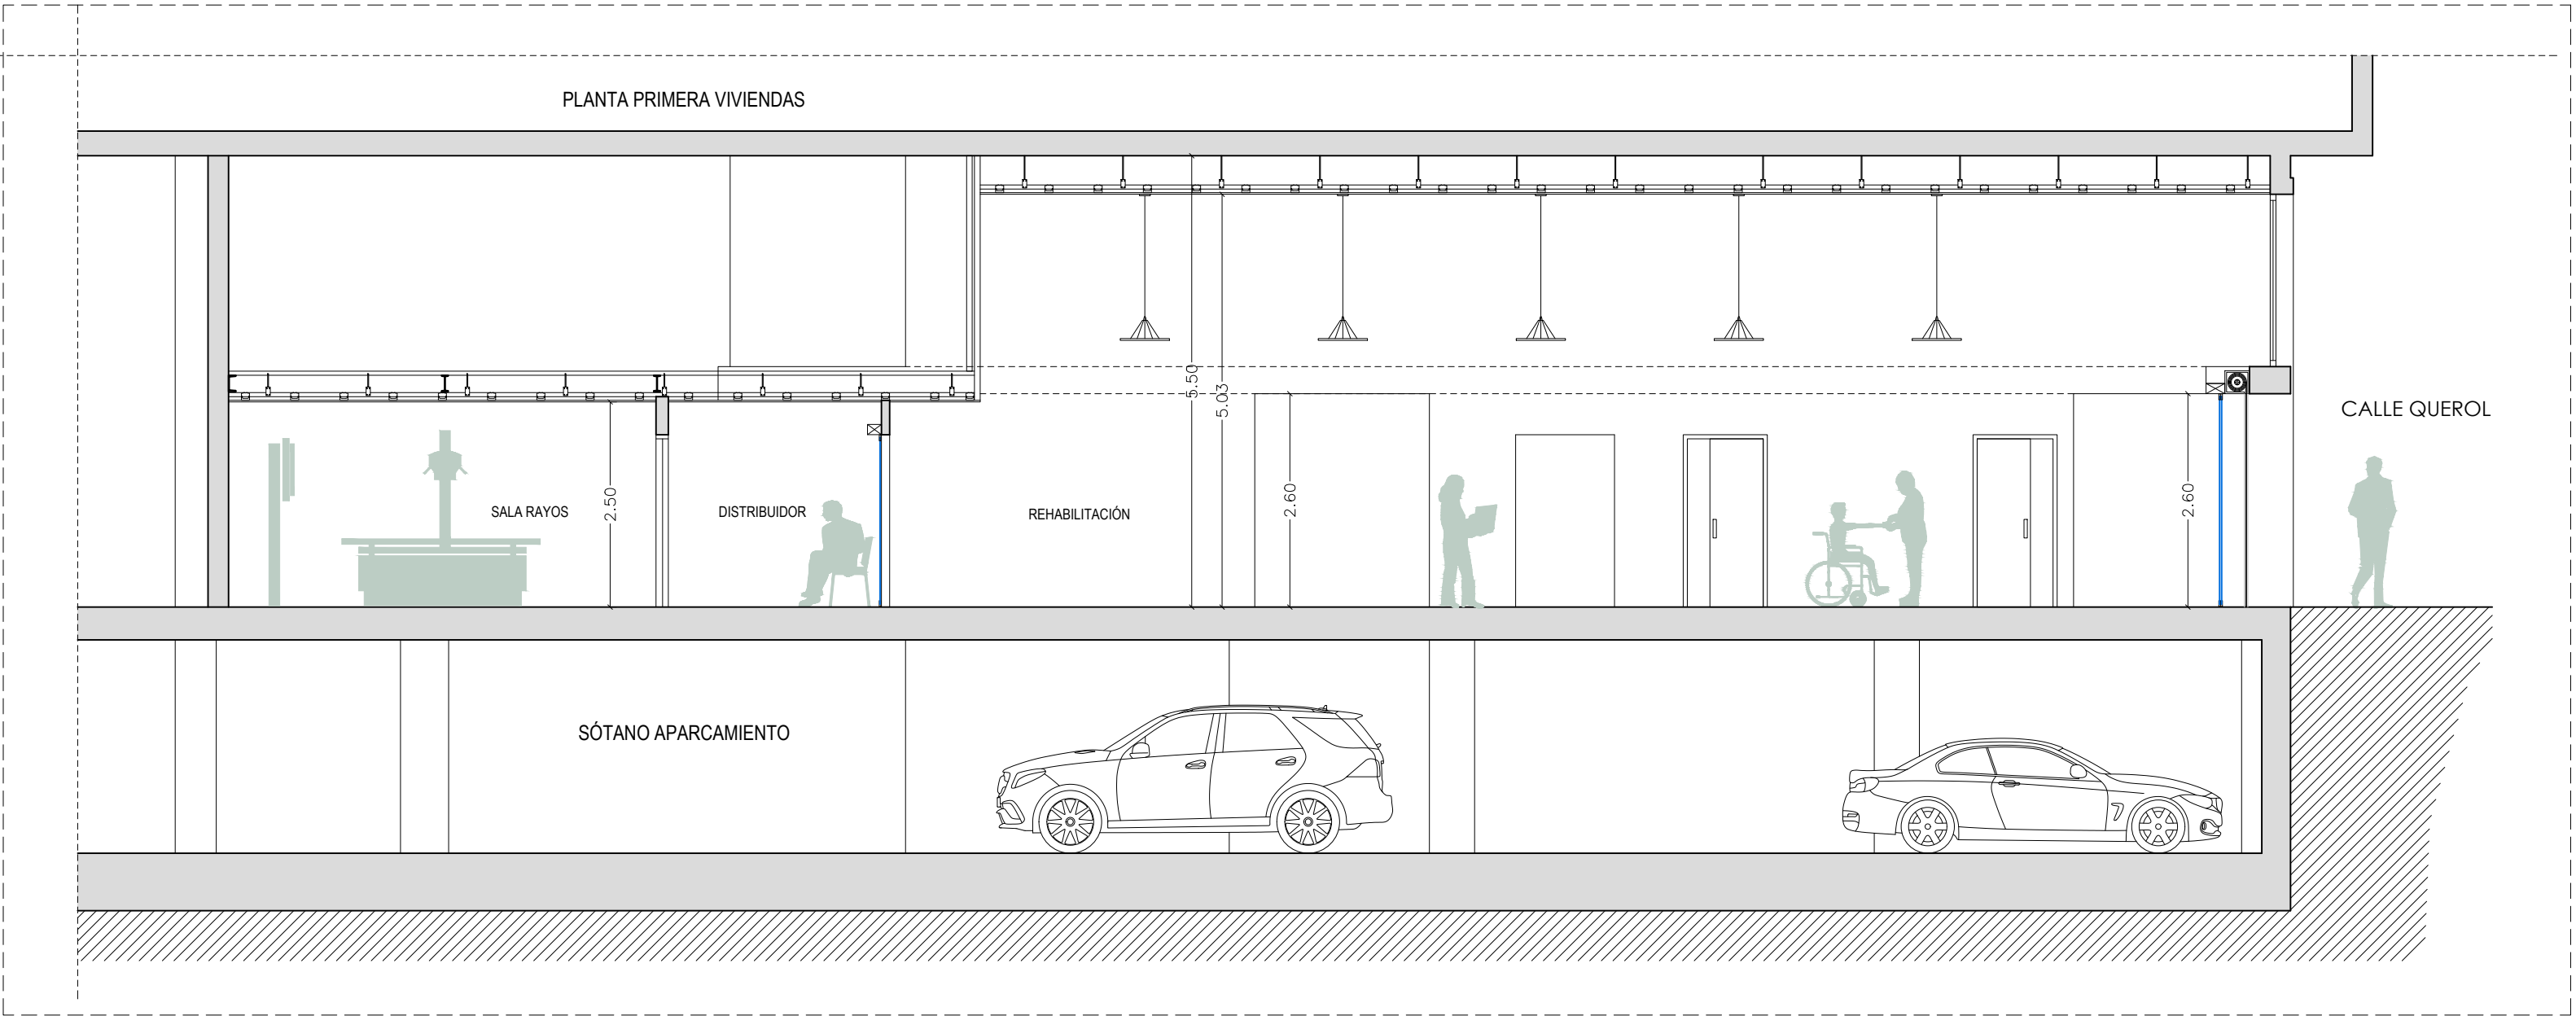 PLANTA PRIMERA VIVIENDAS
CALLE QUEROL
5.50
5.03
SALA RAYOS
2.50
DISTRIBUIDOR
REHABILITACIÓN
2.60
2.60
SÓTANO APARCAMIENTO